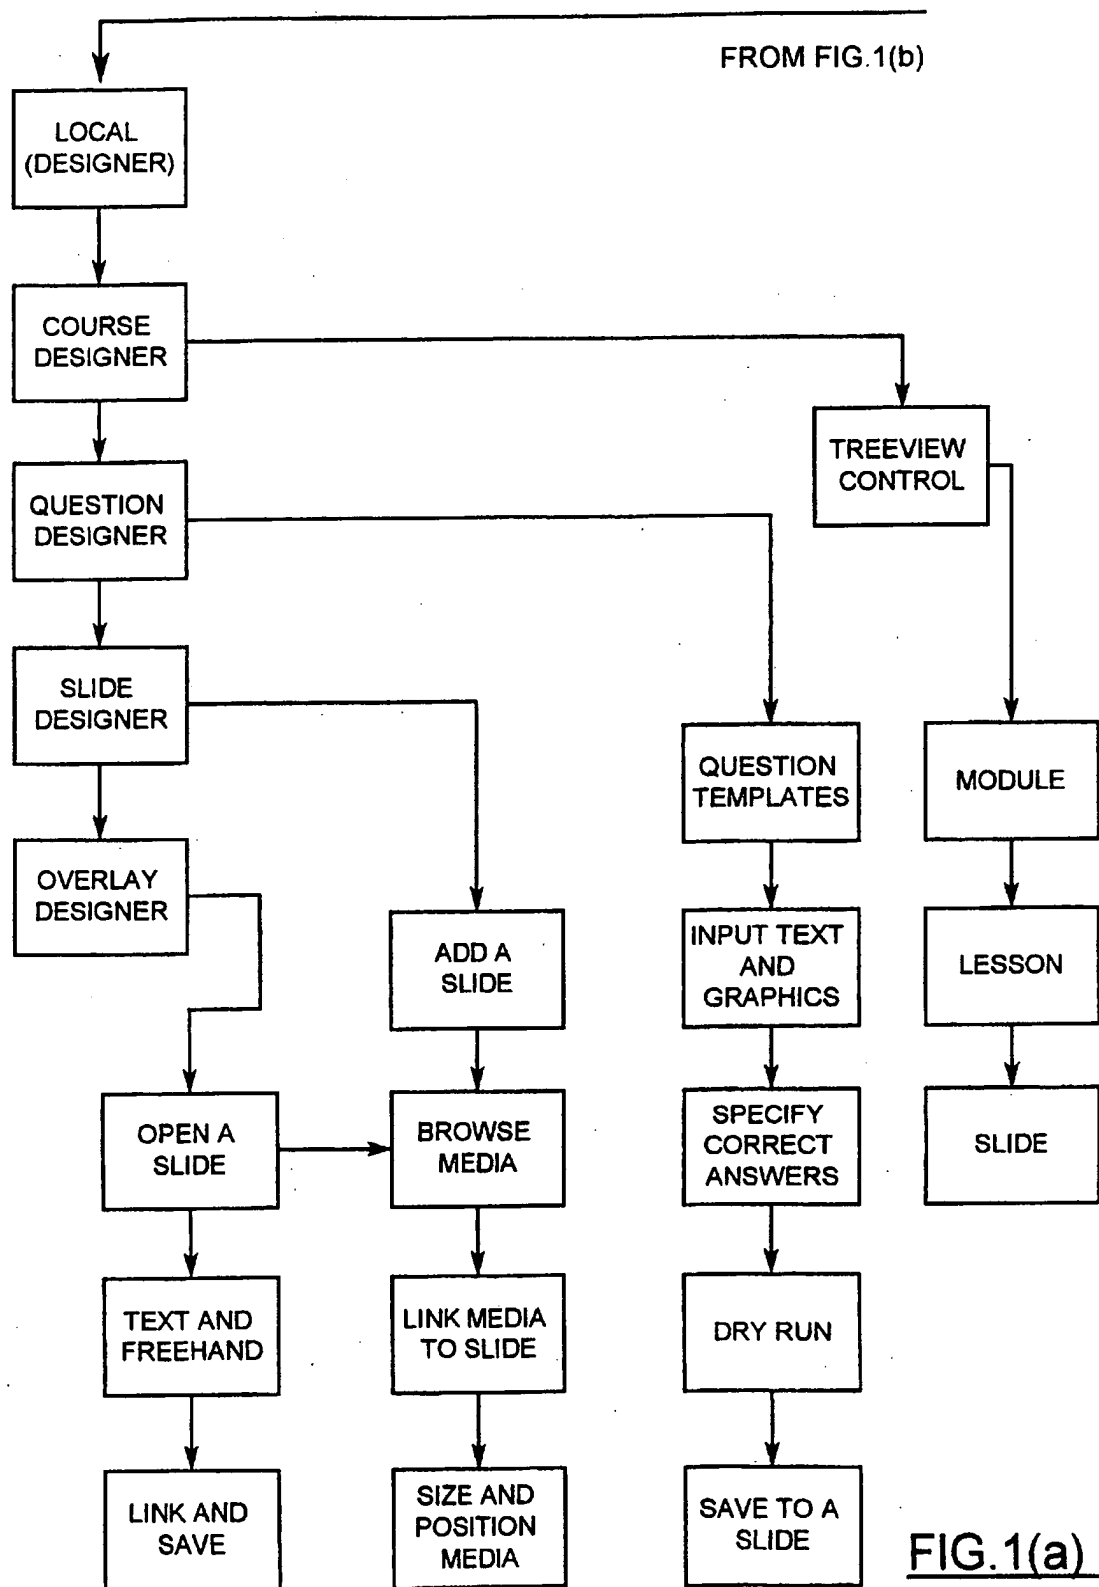 FROM FIG.1(b)
LOCAL
(DESIGNER)
COURSE
DESIGNER
TREEVIEW
CONTROL
QUESTION
DESIGNER
SLIDE
DESIGNER
QUESTION
TEMPLATES
MODULE
OVERLAY
DESIGNER
ADD A
SLIDE
INPUT TEXT
AND
GRAPHICS
LESSON
OPEN A
SLIDE
BROWSE
MEDIA
SPECIFY
CORRECT
ANSWERS
SLIDE
TEXT AND
FREEHAND
LINK MEDIA
TO SLIDE
DRY RUN
LINK AND
SAVE
SIZE AND
POSITION
MEDIA
SAVE TO A
SLIDE
FIG.1(a)